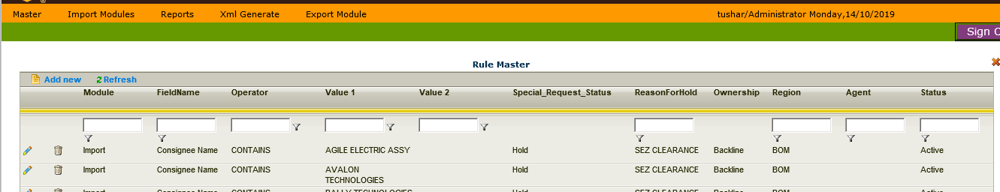 ®
Master Import Modules Reports Xml Generate Export Module tushar/Administrator Monday,14/10/2019
Sign
Rule Master
Add new Refresh
Module FieldName Operator Value 1 Value 2 Special_Request_Status ReasonForHold Ownership Region Agent Status
Import Consignee Name CONTAINS AGILE ELECTRIC ASSY Hold SEZ CLEARANCE Backline BOM Active
Import Consignee Name CONTAINS AVALON Hold SEZ CLEARANCE Backline BOM Active
TECHNOLOGIES
Import Consignee Name CONTAINS BALLY TECHNOLOGIES Hold SEZ CLEARANCE Backline BOM Active